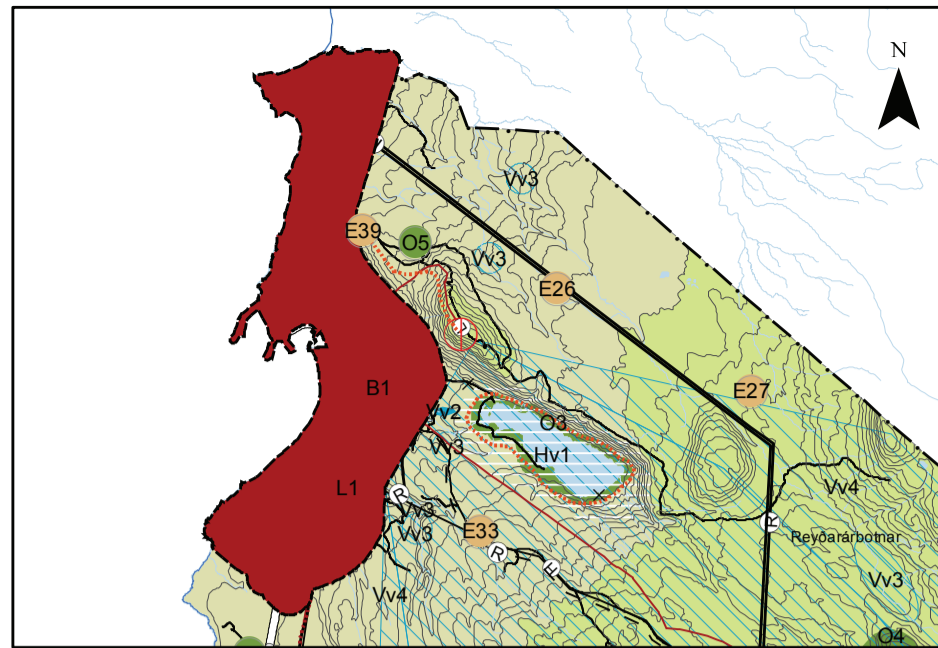 N
Vv3
E39
O5
Vv3
E26
E27
B1
Vv2
O3
Vv3
Hv1
L1
R
Vv3
Vv4
R
Vv3
E33
Reyðarárbotnar
R
Vv3
Vv4
O4